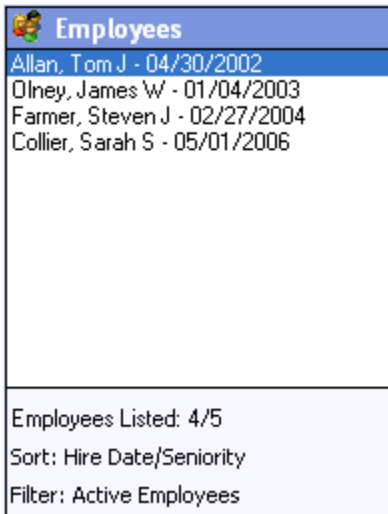 Employees
Allan, Tom J - 04/30/2002
Olney, James W - 01/04/2003
Farmer, Steven J - 02/27/2004
Collier, Sarah S - 05/01/2006
Employees Listed: 4/5
Sort: Hire Date/Seniority
Filter: Active Employees